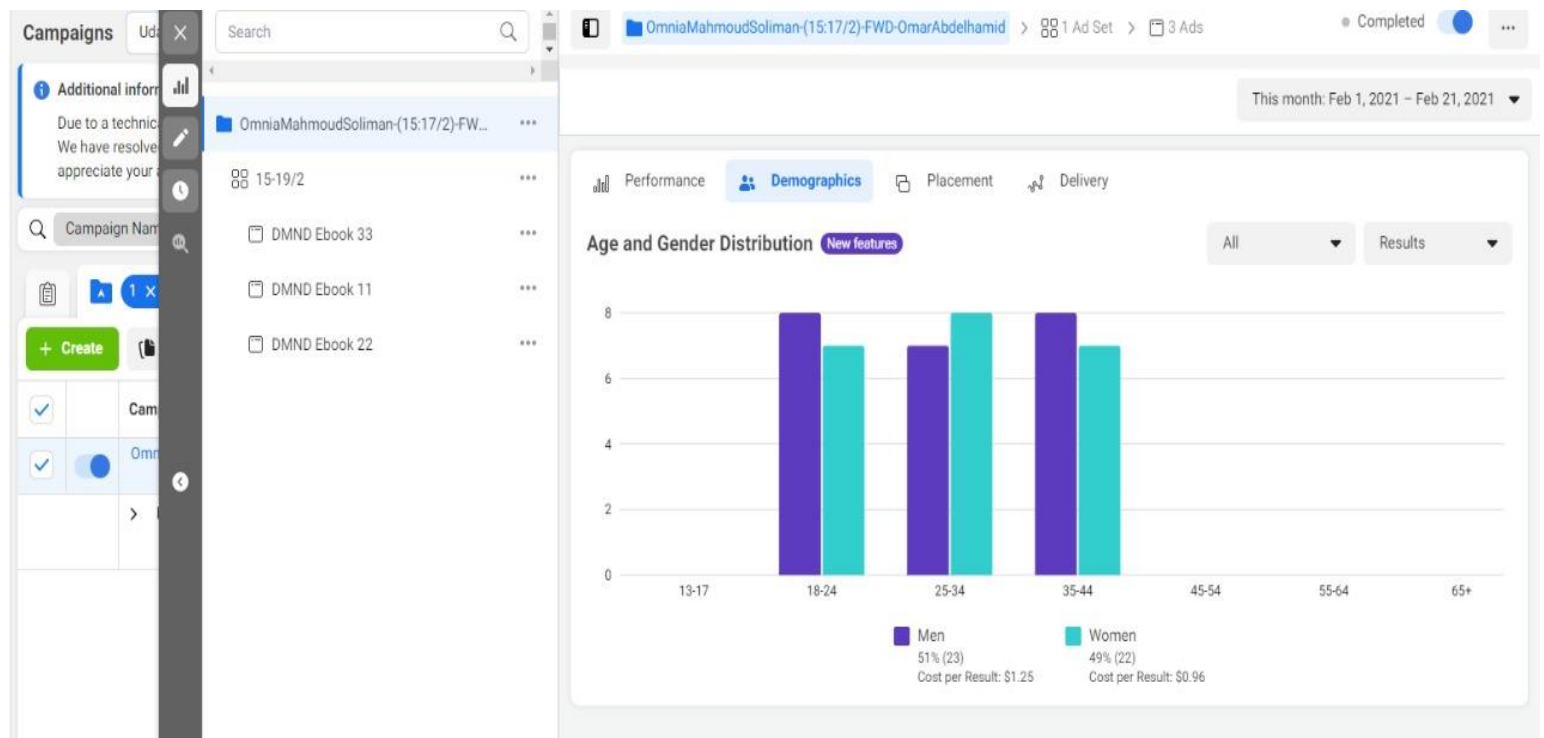 Campaigns
Uda
Additional inforr
Due to a technic
We have resolve
appreciate your a
Campaign Nam
1 ×
+ Create
Cam
Omr
Search
OmniaMahmoudSoliman-(15:17/2)-FW...
15-19/2
DMND Ebook 33
DMND Ebook 11
DMND Ebook 22
OmniaMahmoudSoliman-(15:17/2)-FWD-OmarAbdelhamid > 1 Ad Set > 3 Ads
Completed
This month: Feb 1, 2021 – Feb 21, 2021
Performance Demographics Placement Delivery
Age and Gender Distribution New features
All Results
8
6
4
2
0
13-17 18-24 25-34 35-44 45-54 55-64 65+
Men
51% (23)
Cost per Result: $1.25
Women
49% (22)
Cost per Result: $0.96